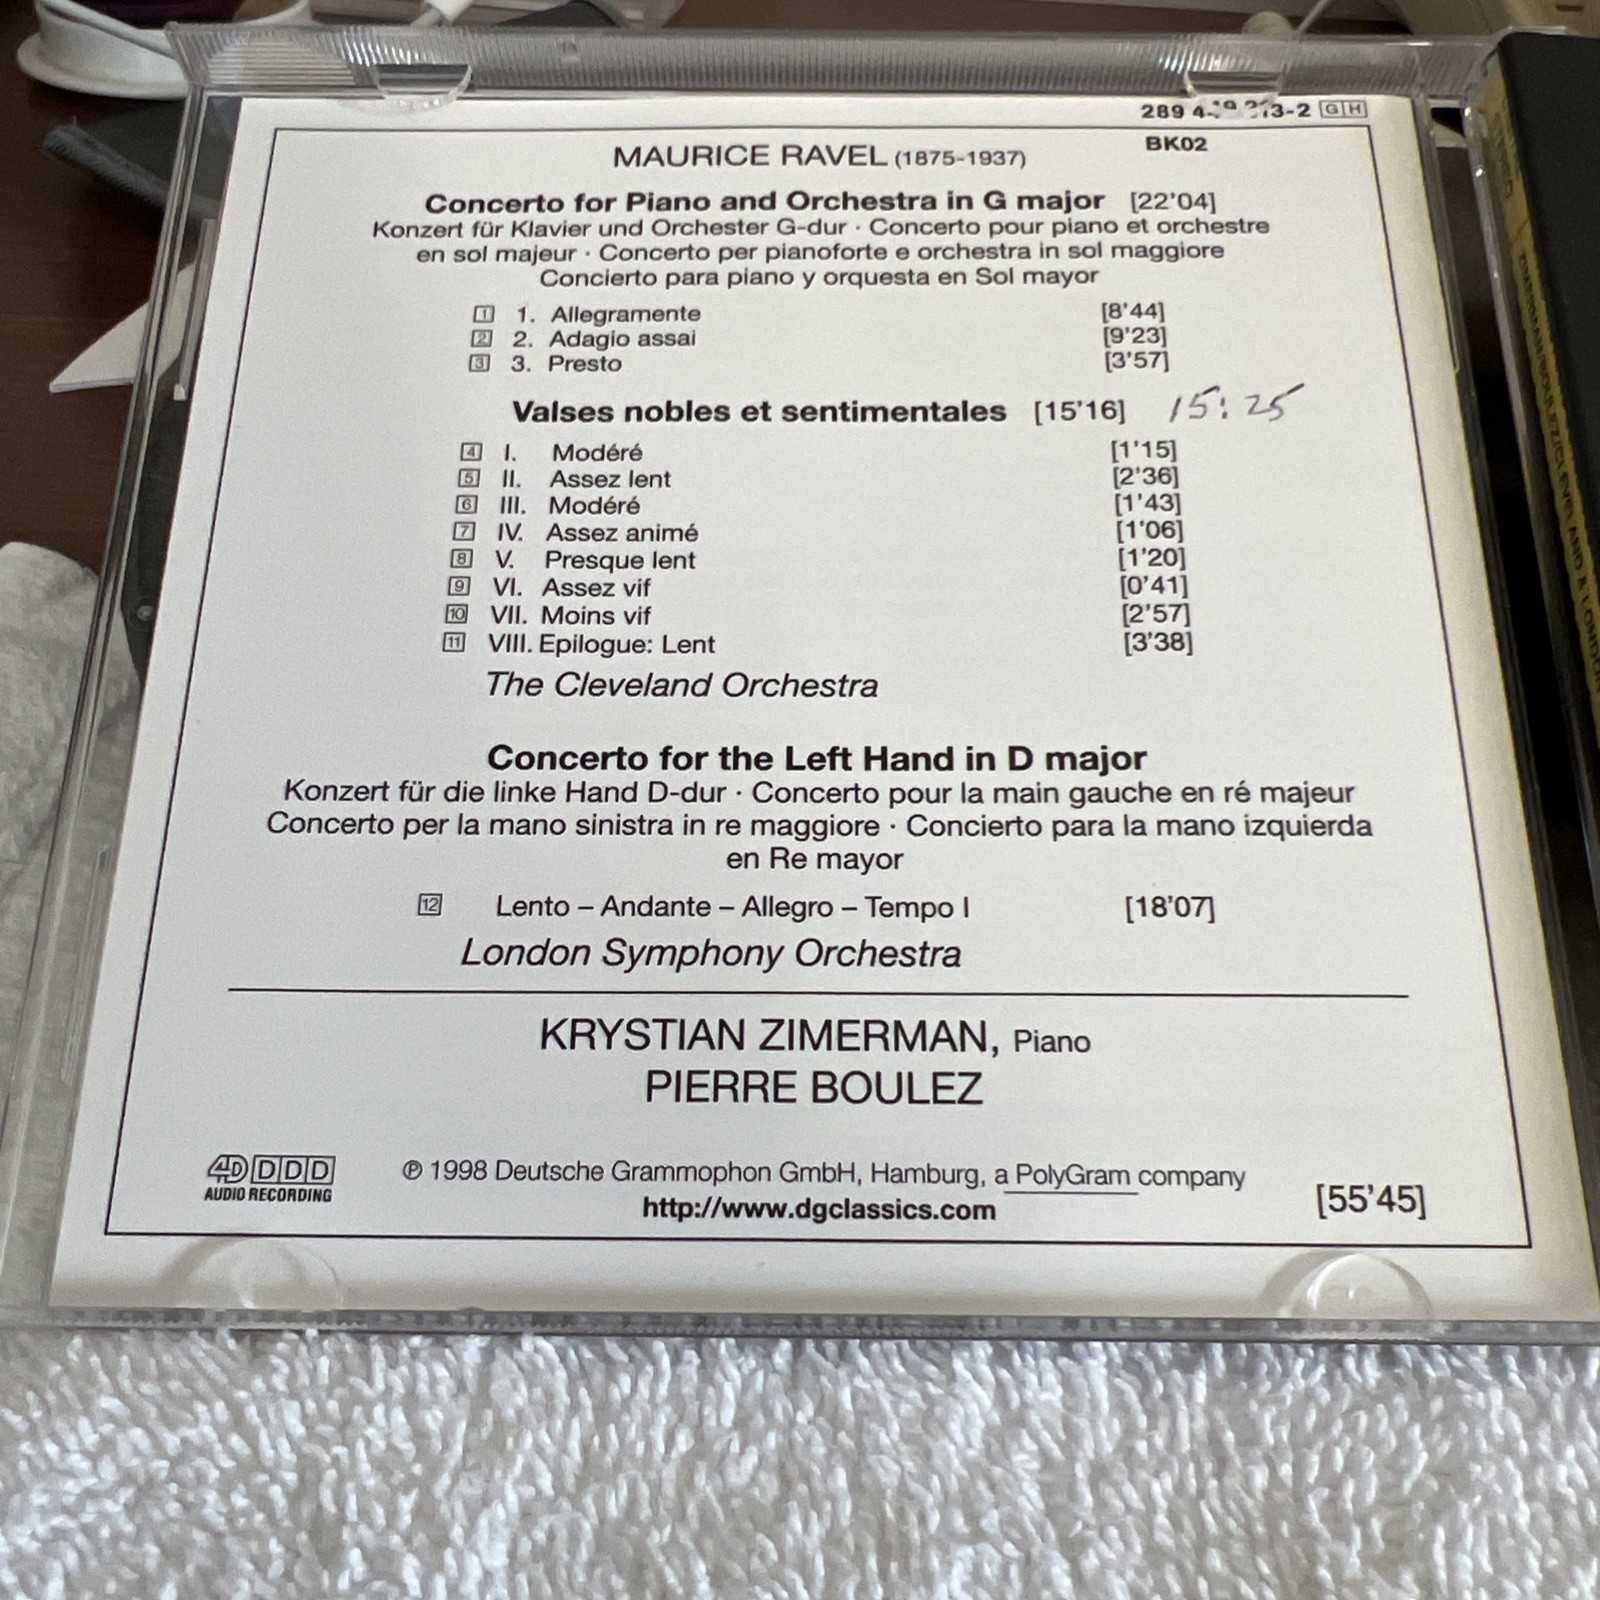 289 4 3-2 GH
BK02
MAURICE RAVEL (1875-1937)
Concerto for Piano and Orchestra in G major [22'04]
Konzert für Klavier und Orchester G-dur · Concerto pour piano et orchestre
en sol majeur · Concerto per pianoforte e orchestra in sol maggiore
Concierto para piano y orquesta en Sol mayor
1 1. Allegramente [8'44]
2 2. Adagio assai [9'23]
3 3. Presto [3'57]
Valses nobles et sentimentales [15'16] 15:25
4 I. Modéré [1'15]
5 II. Assez lent [2'36]
6 III. Modéré [1'43]
7 IV. Assez animé [1'06]
8 V. Presque lent [1'20]
9 VI. Assez vif [0'41]
10 VII. Moins vif [2'57]
11 VIII. Epilogue: Lent [3'38]
The Cleveland Orchestra
Concerto for the Left Hand in D major
Konzert für die linke Hand D-dur · Concerto pour la main gauche en ré majeur
Concerto per la mano sinistra in re maggiore · Concierto para la mano izquierda
en Re mayor
12 Lento – Andante – Allegro – Tempo I [18'07]
London Symphony Orchestra
KRYSTIAN ZIMERMAN, Piano
PIERRE BOULEZ
4D DDD
AUDIO RECORDING
℗ 1998 Deutsche Grammophon GmbH, Hamburg, a PolyGram company
http://www.dgclassics.com
[55'45]
ZIMERMAN/BOULEZ/CLEVELAND & LONDON